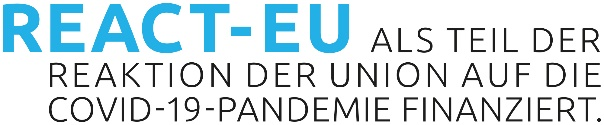 REACT-EU ALS TEIL DER
REAKTION DER UNION AUF DIE
COVID-19-PANDEMIE FINANZIERT.